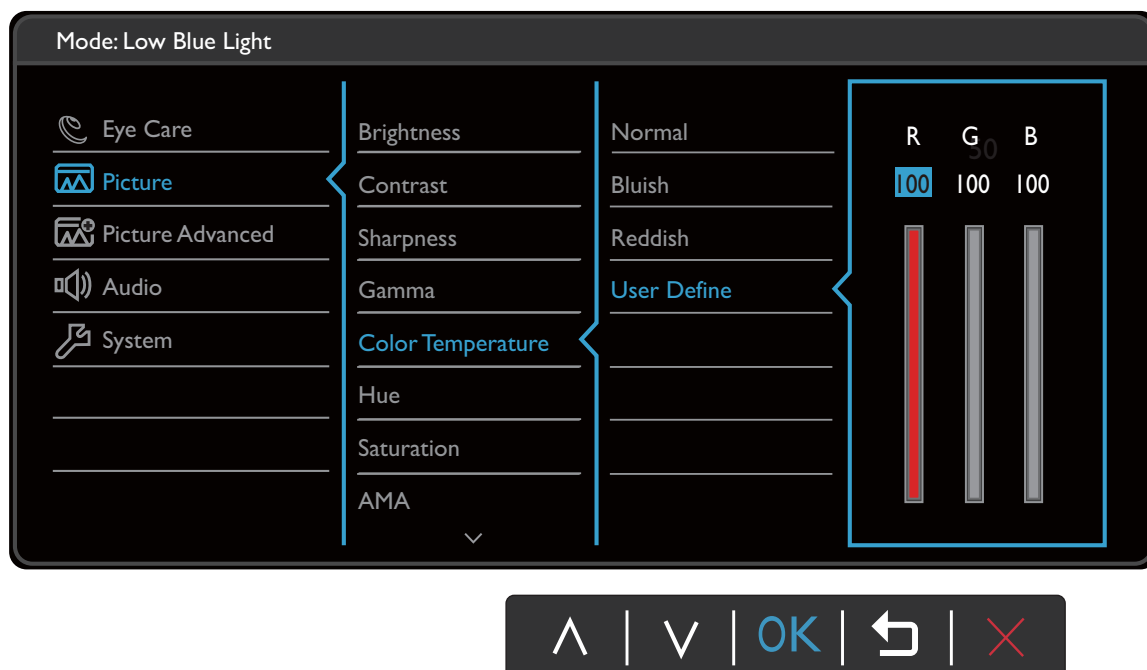 Mode: Low Blue Light
Eye Care
Picture
Picture Advanced
Audio
System
Brightness
Contrast
Sharpness
Gamma
Color Temperature
Hue
Saturation
AMA
Normal
Bluish
Reddish
User Define
R G B
50
100 100 100
OK